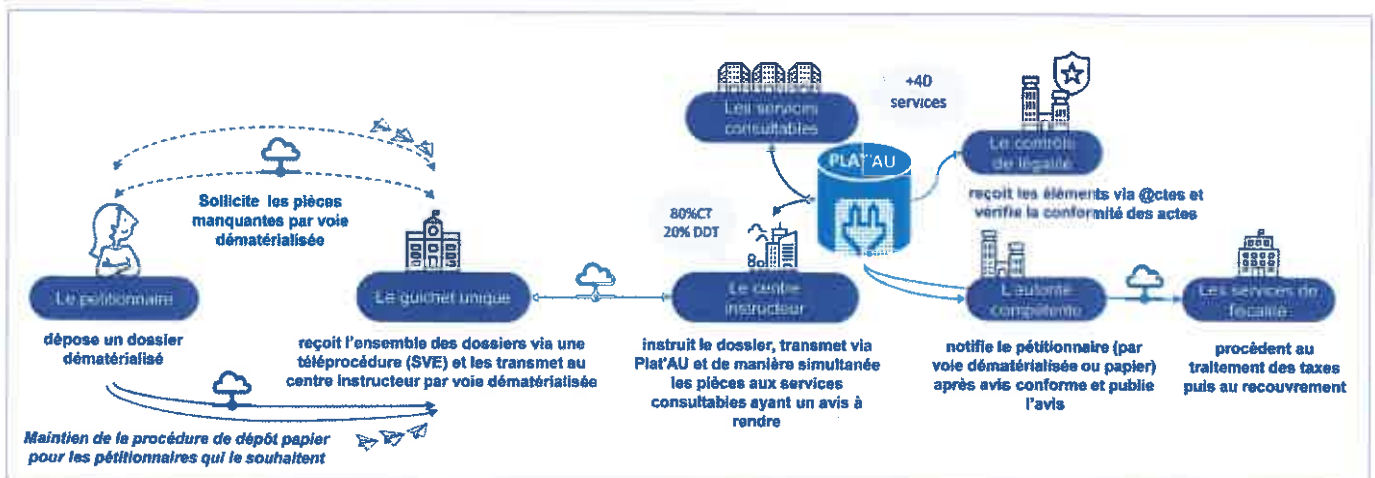 Les services
consultables
+40
services
Le contrôle
de légalité
PLAT'AU
reçoit les éléments via @ctes et
vérifie la conformité des actes
Sollicite les pièces
manquantes par voie
dématérialisée
80%CT
20% DDT
Le pétitionnaire
Le guichet unique
Le centre
instructeur
L'autorité
compétente
Les services de
fiscalité
dépose un dossier
dématérialisé
reçoit l'ensemble des dossiers via une
téléprocédure (SVE) et les transmet au
centre instructeur par voie dématérialisée
instruit le dossier, transmet via
Plat'AU et de manière simultanée
les pièces aux services
consultables ayant un avis à
rendre
notifie le pétitionnaire (par
voie dématérialisée ou papier)
après avis conforme et publie
l'avis
procèdent au
traitement des taxes
puis au recouvrement
Maintien de la procédure de dépôt papier
pour les pétitionnaires qui le souhaitent